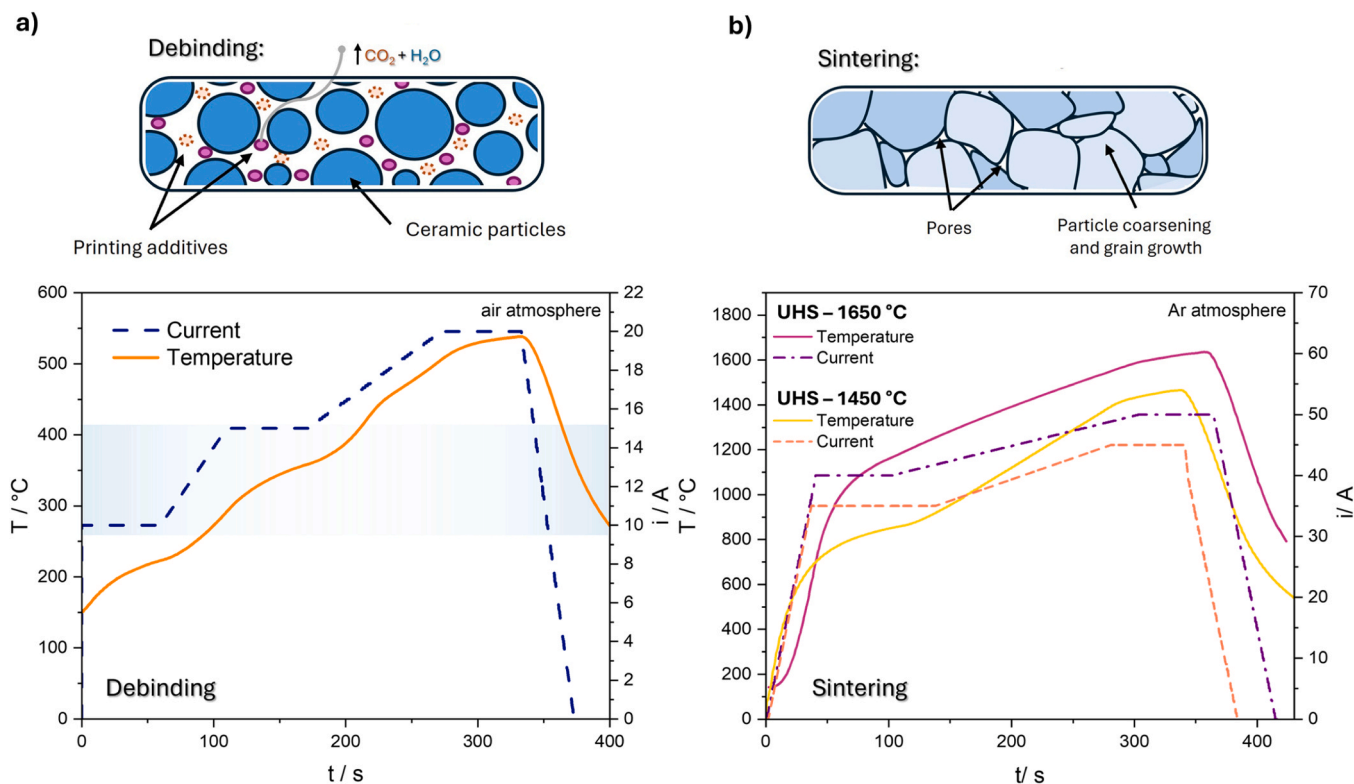 a)
Debinding:
CO₂ + H₂O
Printing additives
Ceramic particles
b)
Sintering:
Pores
Particle coarsening
and grain growth
air atmosphere
Current
Temperature
Debinding
T / °C
600
500
400
300
200
100
0
i / A
22
20
18
16
14
12
10
8
6
4
2
0
0
100
200
300
400
t / s
Ar atmosphere
UHS – 1650 °C
Temperature
Current
UHS – 1450 °C
Temperature
Current
Sintering
T / °C
1800
1600
1400
1200
1000
800
600
400
200
0
i/ A
70
60
50
40
30
20
10
0
0
100
200
300
400
t/ s